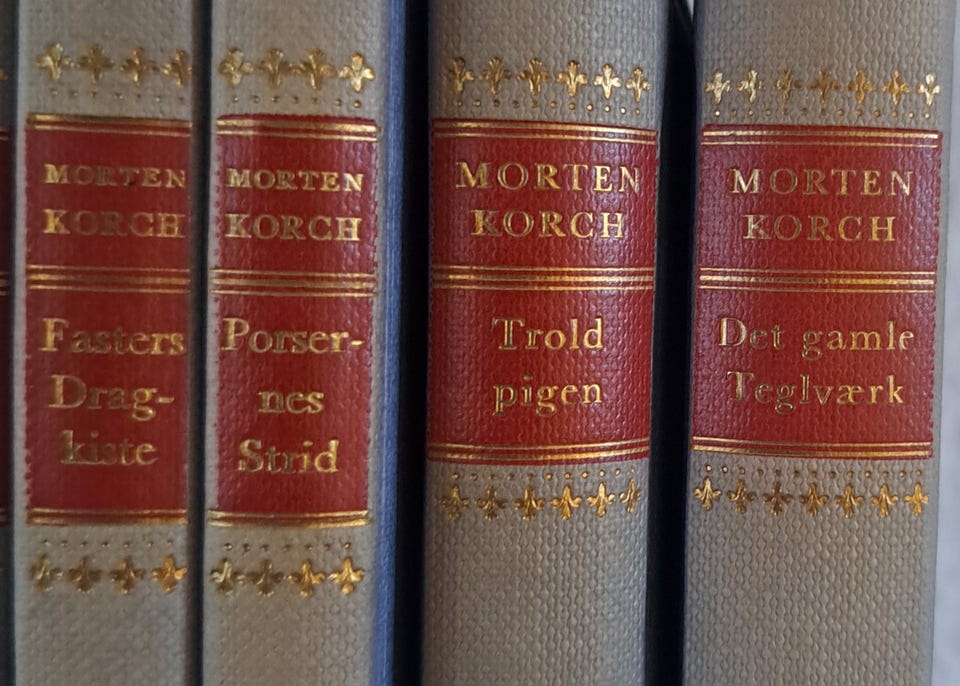 MORTEN
KORCH
Fasters
Drag-
kiste
MORTEN
KORCH
Porser-
nes
Strid
MORTEN
KORCH
Trold
pigen
MORTEN
KORCH
Det gamle
Teglværk